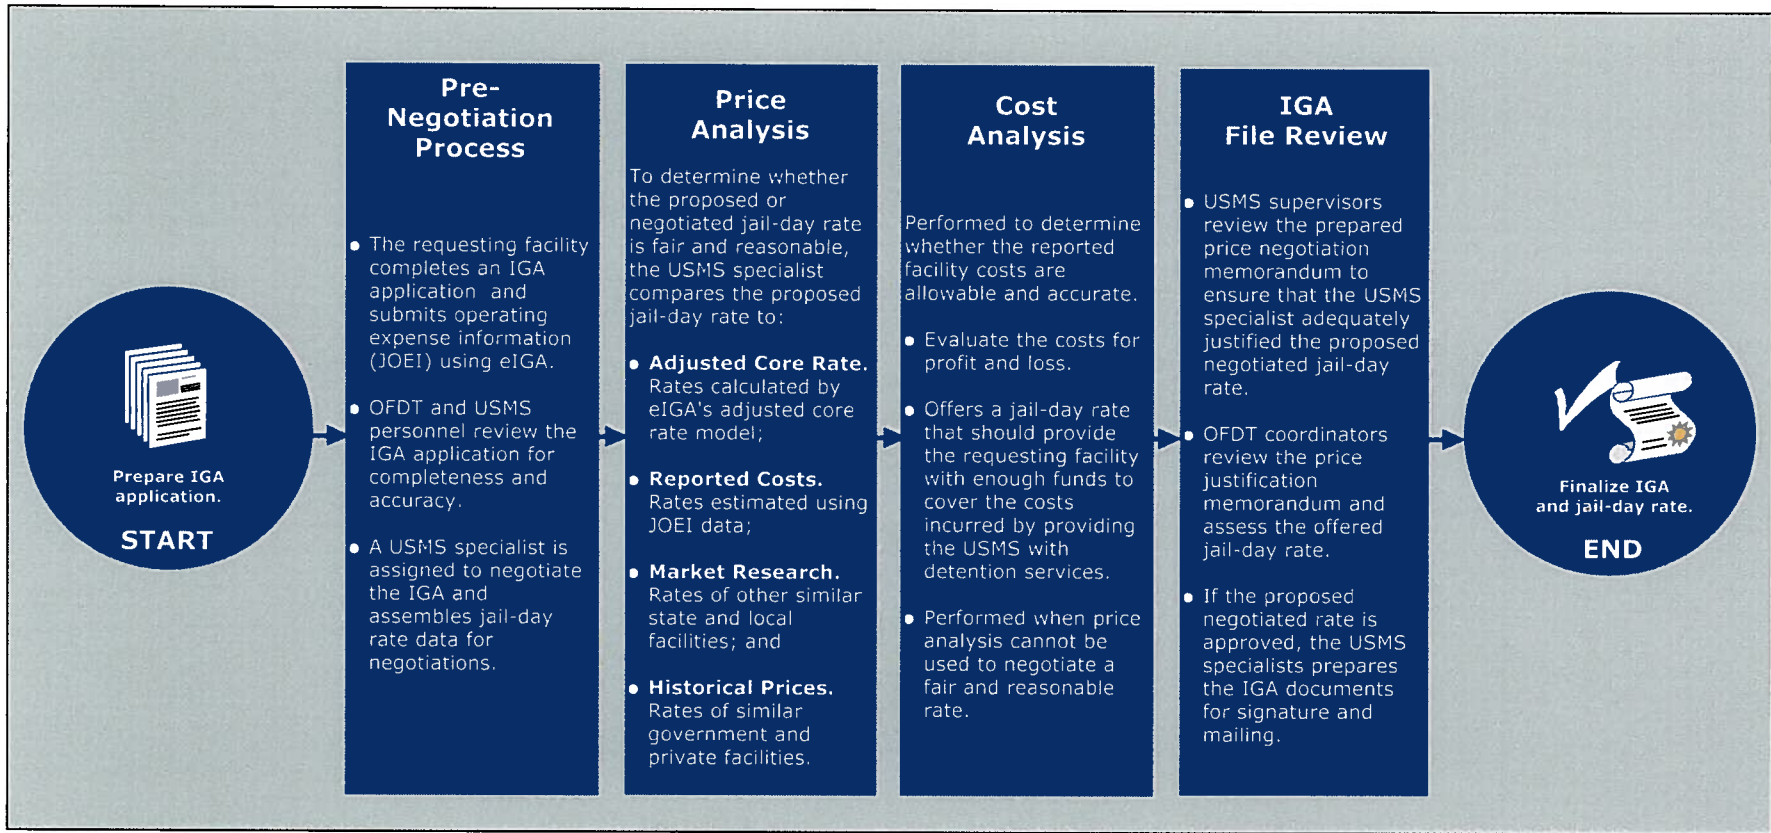 Prepare IGA
application.
START
Pre-
Negotiation
Process
• The requesting facility
completes an IGA
application and
submits operating
expense information
(JOEI) using eIGA.
• OFDT and USMS
personnel review the
IGA application for
completeness and
accuracy.
• A USMS specialist is
assigned to negotiate
the IGA and
assembles jail-day
rate data for
negotiations.
Price
Analysis
To determine whether
the proposed or
negotiated jail-day rate
is fair and reasonable,
the USMS specialist
compares the proposed
jail-day rate to:
• Adjusted Core Rate.
Rates calculated by
eIGA's adjusted core
rate model;
• Reported Costs.
Rates estimated using
JOEI data;
• Market Research.
Rates of other similar
state and local
facilities; and
• Historical Prices.
Rates of similar
government and
private facilities.
Cost
Analysis
Performed to determine
whether the reported
facility costs are
allowable and accurate.
• Evaluate the costs for
profit and loss.
• Offers a jail-day rate
that should provide
the requesting facility
with enough funds to
cover the costs
incurred by providing
the USMS with
detention services.
• Performed when price
analysis cannot be
used to negotiate a
fair and reasonable
rate.
IGA
File Review
• USMS supervisors
review the prepared
price negotiation
memorandum to
ensure that the USMS
specialist adequately
justified the proposed
negotiated jail-day
rate.
• OFDT coordinators
review the price
justification
memorandum and
assess the offered
jail-day rate.
• If the proposed
negotiated rate is
approved, the USMS
specialists prepares
the IGA documents
for signature and
mailing.
Finalize IGA
and jail-day rate.
END